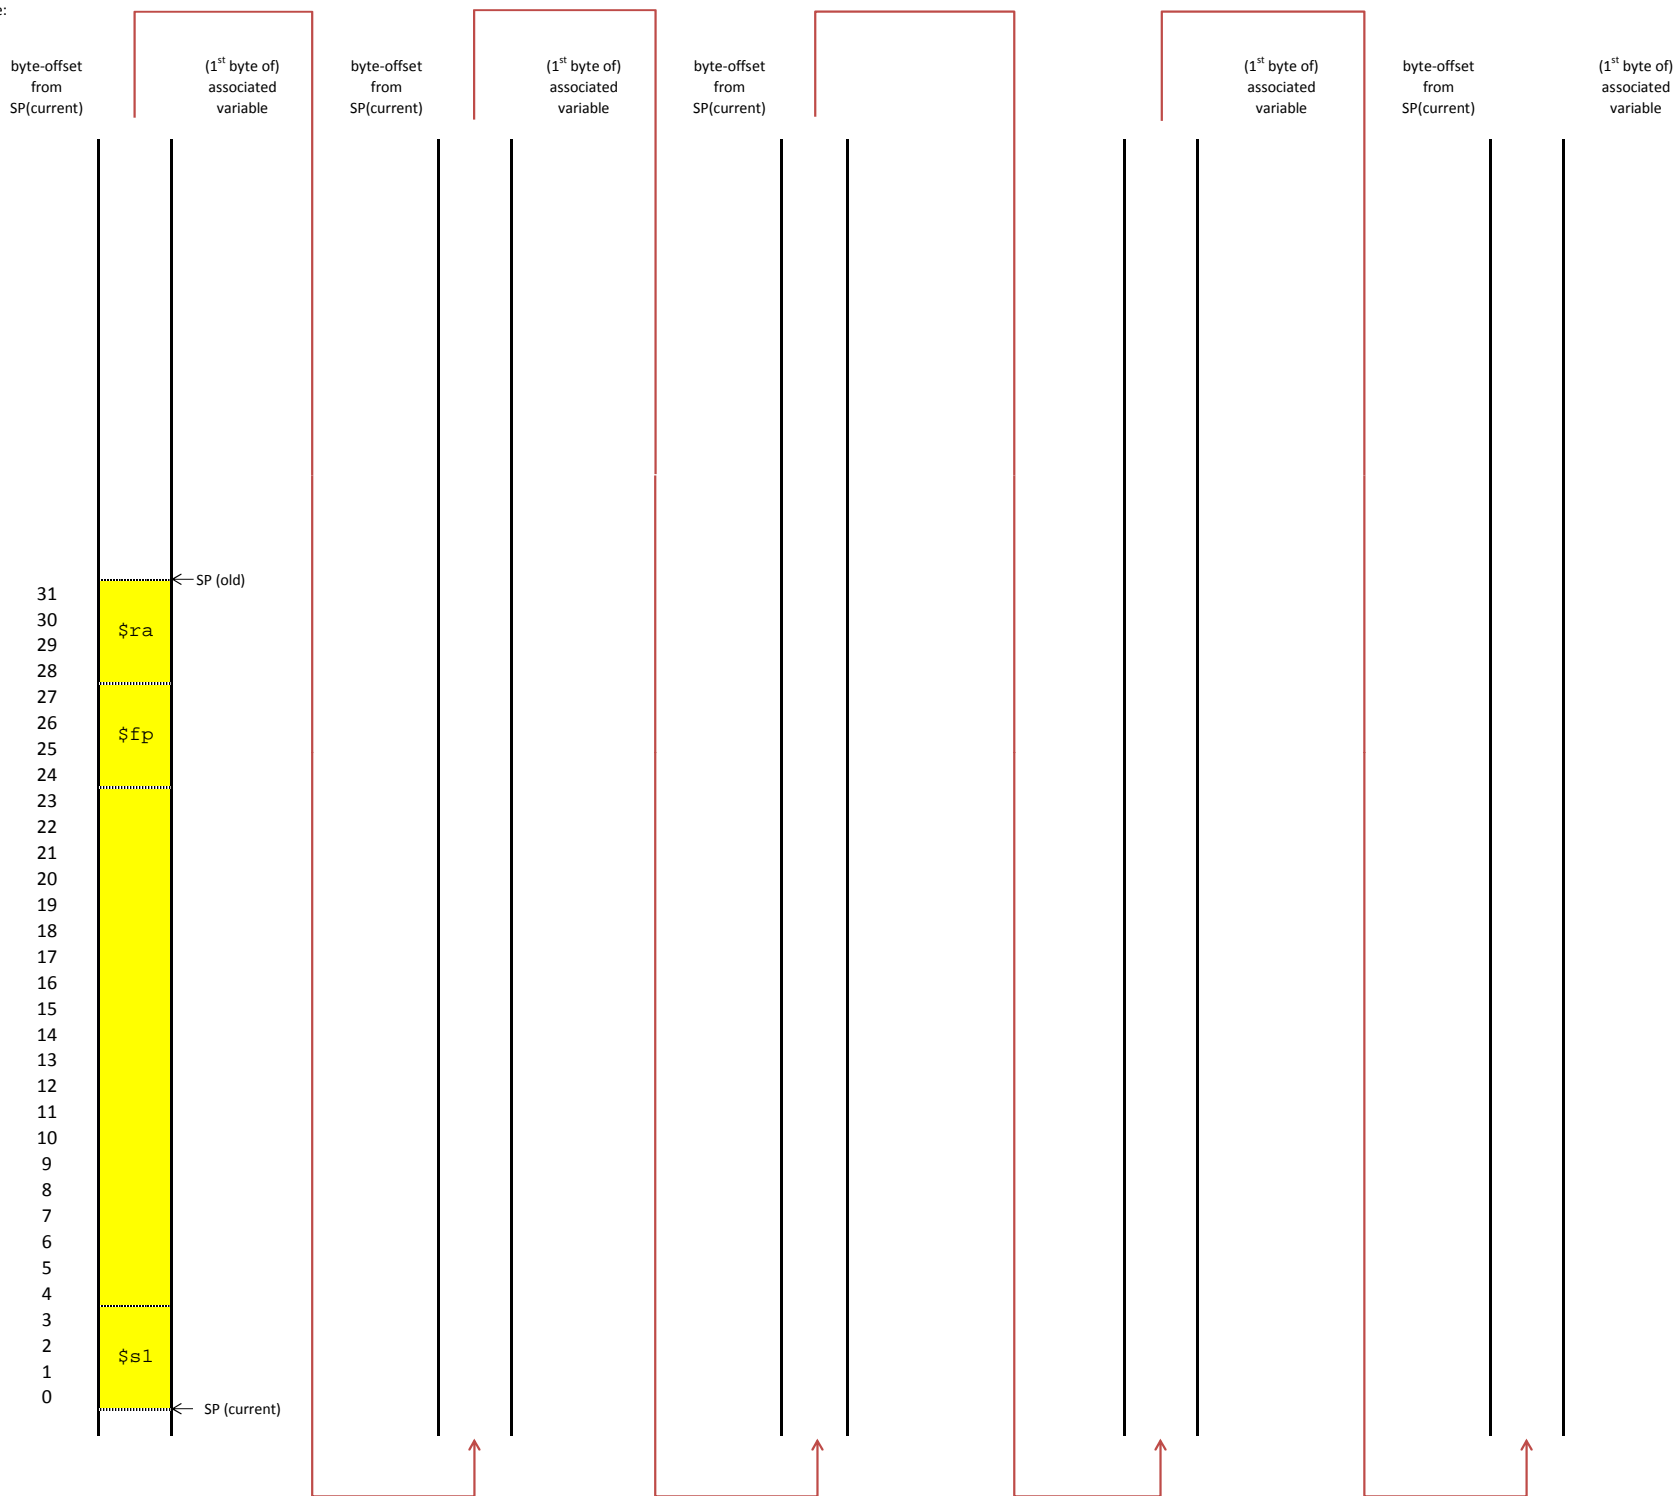 e:
byte-offset
from
SP(current)
(1st byte of)
associated
variable
byte-offset
from
SP(current)
(1st byte of)
associated
variable
byte-offset
from
SP(current)
(1st byte of)
associated
variable
byte-offset
from
SP(current)
(1st byte of)
associated
variable
SP (old)
31
30
$ra
29
28
27
26
$fp
25
24
23
22
21
20
19
18
17
16
15
14
13
12
11
10
9
8
7
6
5
4
3
2
$s1
1
0
SP (current)